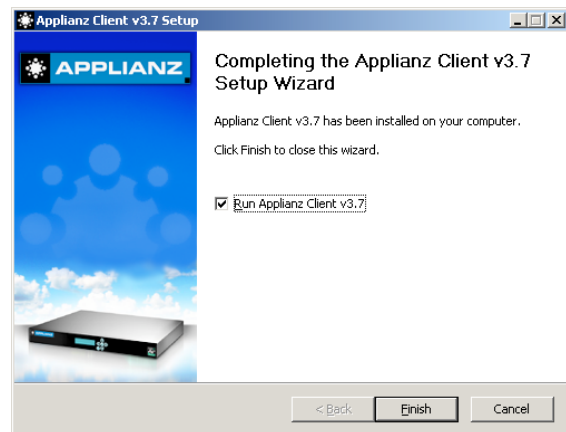 Applianz Client v3.7 Setup
APPLIANZ
Completing the Applianz Client v3.7
Setup Wizard
Applianz Client v3.7 has been installed on your computer.
Click Finish to close this wizard.
Run Applianz Client v3.7
< Back Finish Cancel